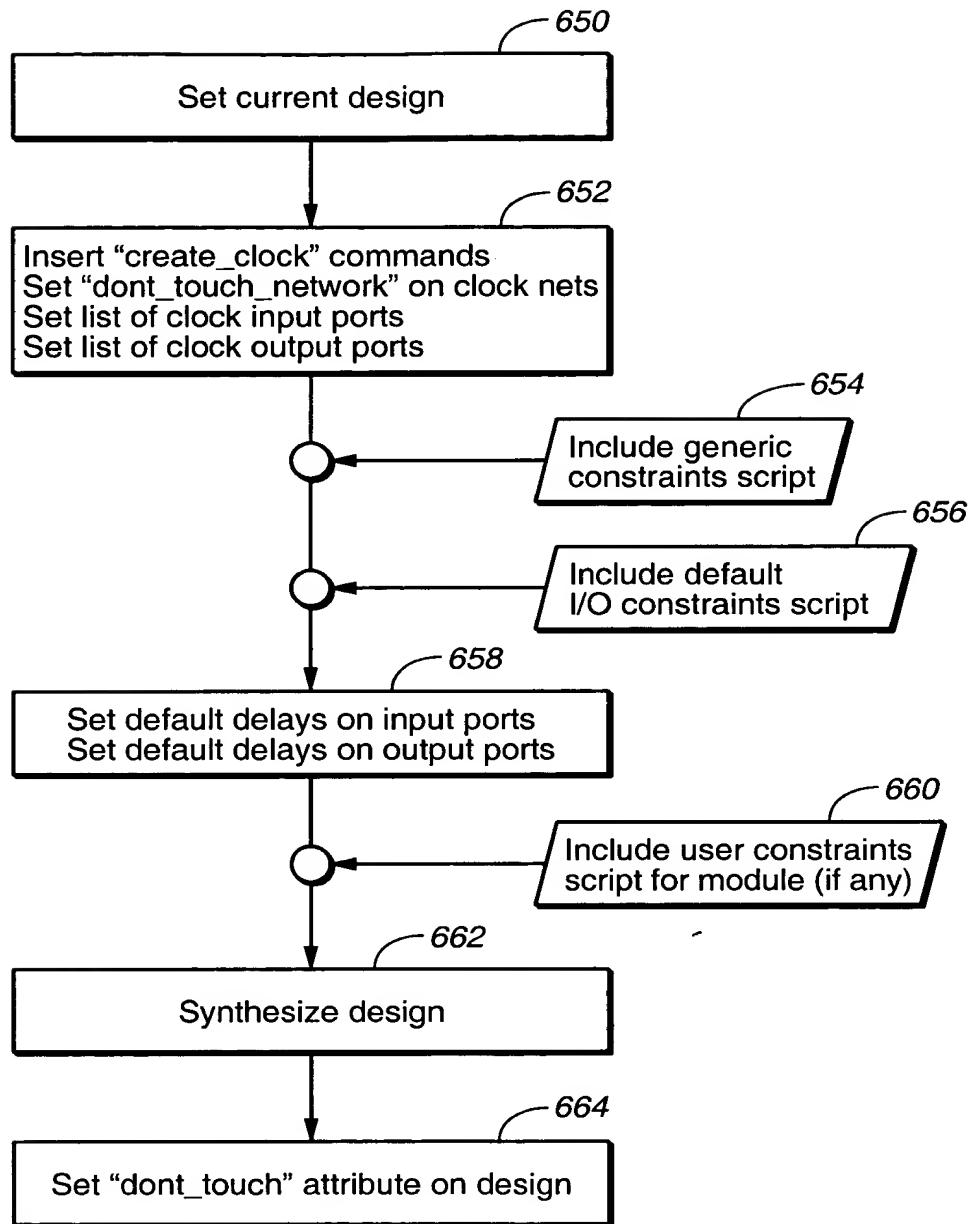 650
Set current design
652
Insert “create_clock” commands
Set “dont_touch_network” on clock nets
Set list of clock input ports
Set list of clock output ports
654
Include generic
constraints script
656
Include default
I/O constraints script
658
Set default delays on input ports
Set default delays on output ports
660
Include user constraints
script for module (if any)
662
Synthesize design
664
Set “dont_touch” attribute on design